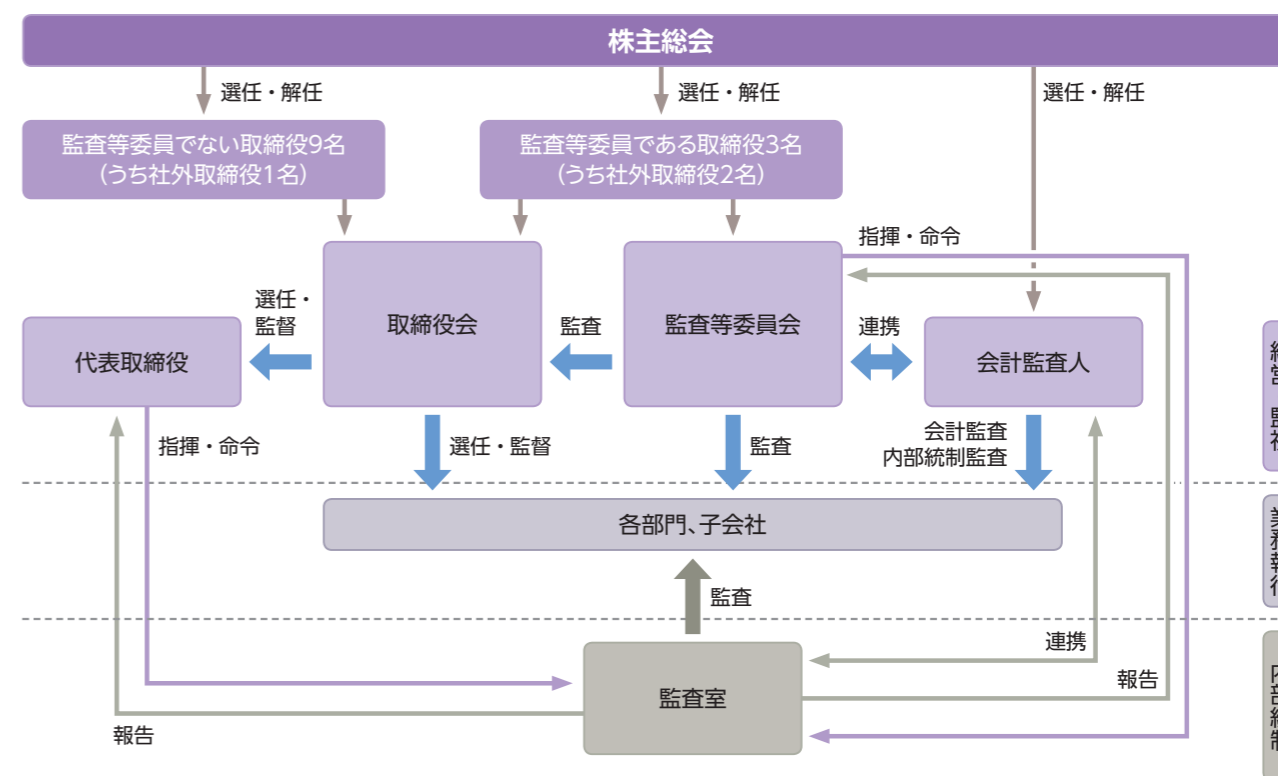 株主総会
選任・解任
選任・解任
選任・解任
監査等委員でない取締役9名
(うち社外取締役1名)
監査等委員である取締役3名
(うち社外取締役2名)
指揮・命令
選任・
監督
取締役会
監査
監査等委員会
連携
代表取締役
会計監査人
指揮・命令
選任・監督
監査
会計監査
内部統制監査
各部門、子会社
監査
連携
監査室
報告
報告